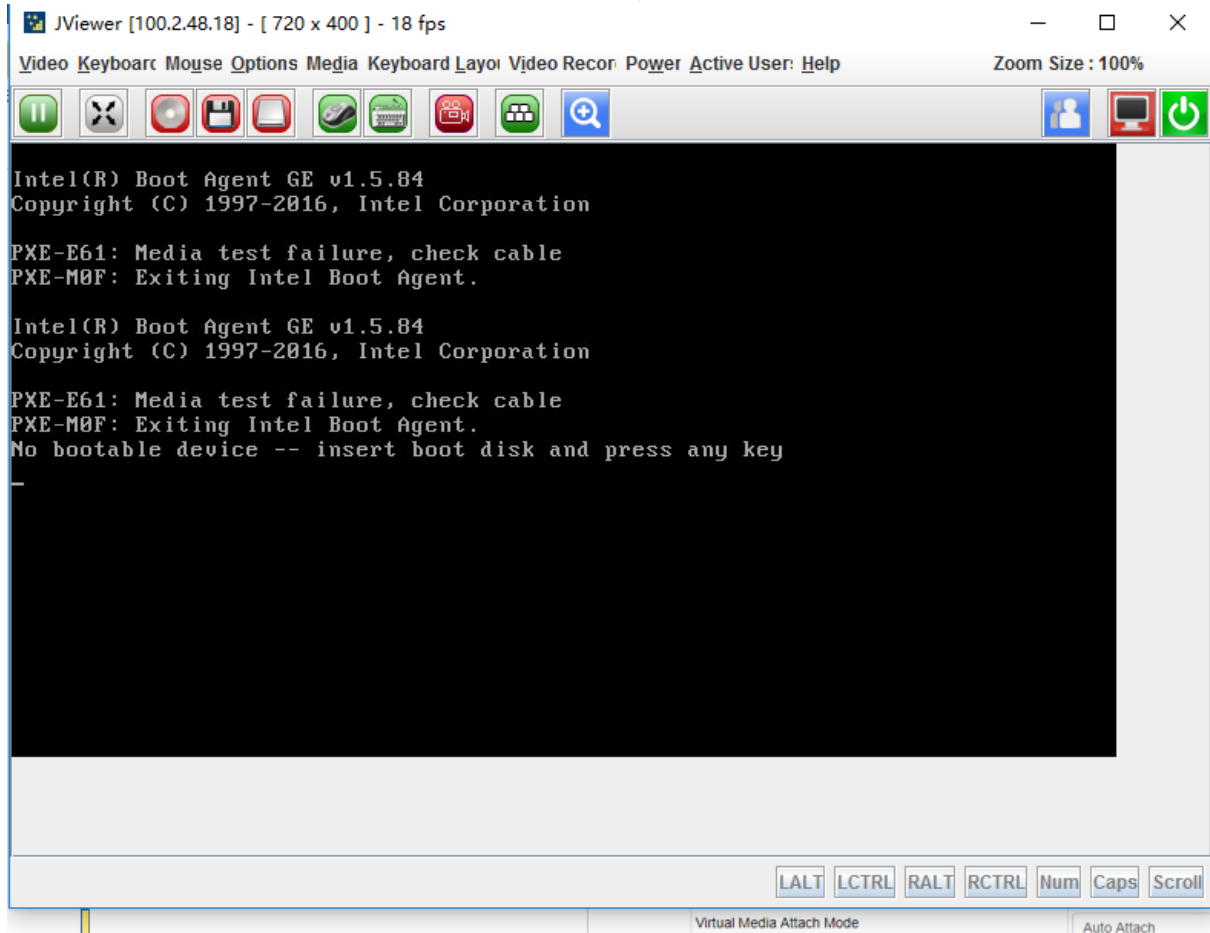 JViewer [100.2.48.18] - [ 720 x 400 ] - 18 fps
Video Keyboarc Mouse Options Media Keyboard Layou Video Recor Power Active User: Help Zoom Size : 100%
Intel(R) Boot Agent GE v1.5.84
Copyright (C) 1997-2016, Intel Corporation
PXE-E61: Media test failure, check cable
PXE-M0F: Exiting Intel Boot Agent.
Intel(R) Boot Agent GE v1.5.84
Copyright (C) 1997-2016, Intel Corporation
PXE-E61: Media test failure, check cable
PXE-M0F: Exiting Intel Boot Agent.
No bootable device -- insert boot disk and press any key
LALT LCTRL RALT RCTRL Num Caps Scroll
Virtual Media Attach Mode Auto Attach